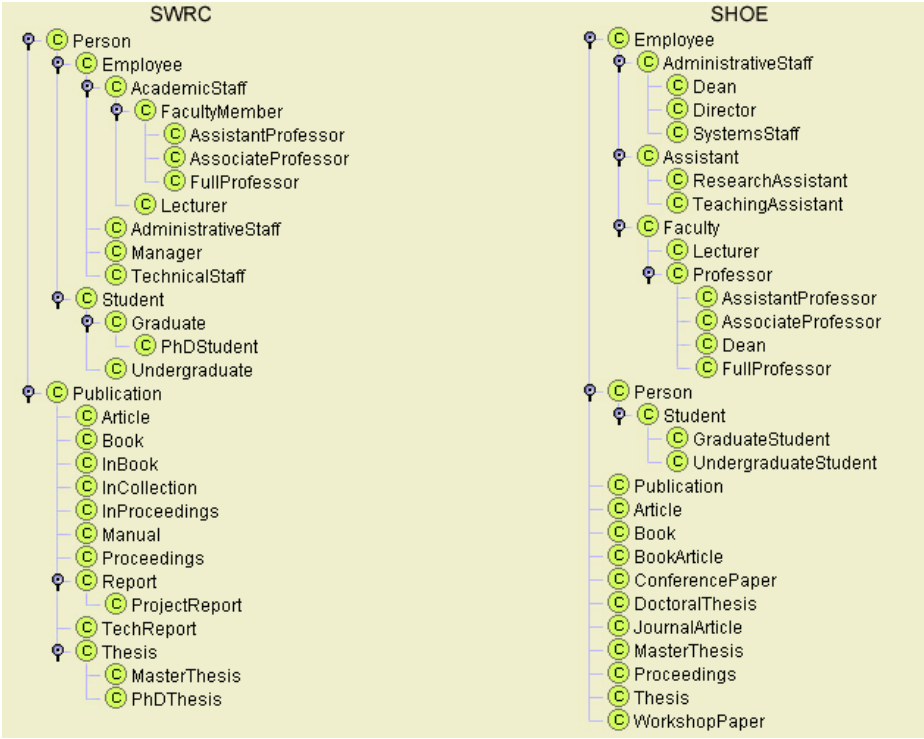 SWRC
Person
Employee
AcademicStaff
FacultyMember
AssistantProfessor
AssociateProfessor
FullProfessor
Lecturer
AdministrativeStaff
Manager
TechnicalStaff
Student
Graduate
PhDStudent
Undergraduate
Publication
Article
Book
InBook
InCollection
InProceedings
Manual
Proceedings
Report
ProjectReport
TechReport
Thesis
MasterThesis
PhDThesis
SHOE
Employee
AdministrativeStaff
Dean
Director
SystemsStaff
Assistant
ResearchAssistant
TeachingAssistant
Faculty
Lecturer
Professor
AssistantProfessor
AssociateProfessor
Dean
FullProfessor
Person
Student
GraduateStudent
UndergraduateStudent
Publication
Article
Book
BookArticle
ConferencePaper
DoctoralThesis
JournalArticle
MasterThesis
Proceedings
Thesis
WorkshopPaper